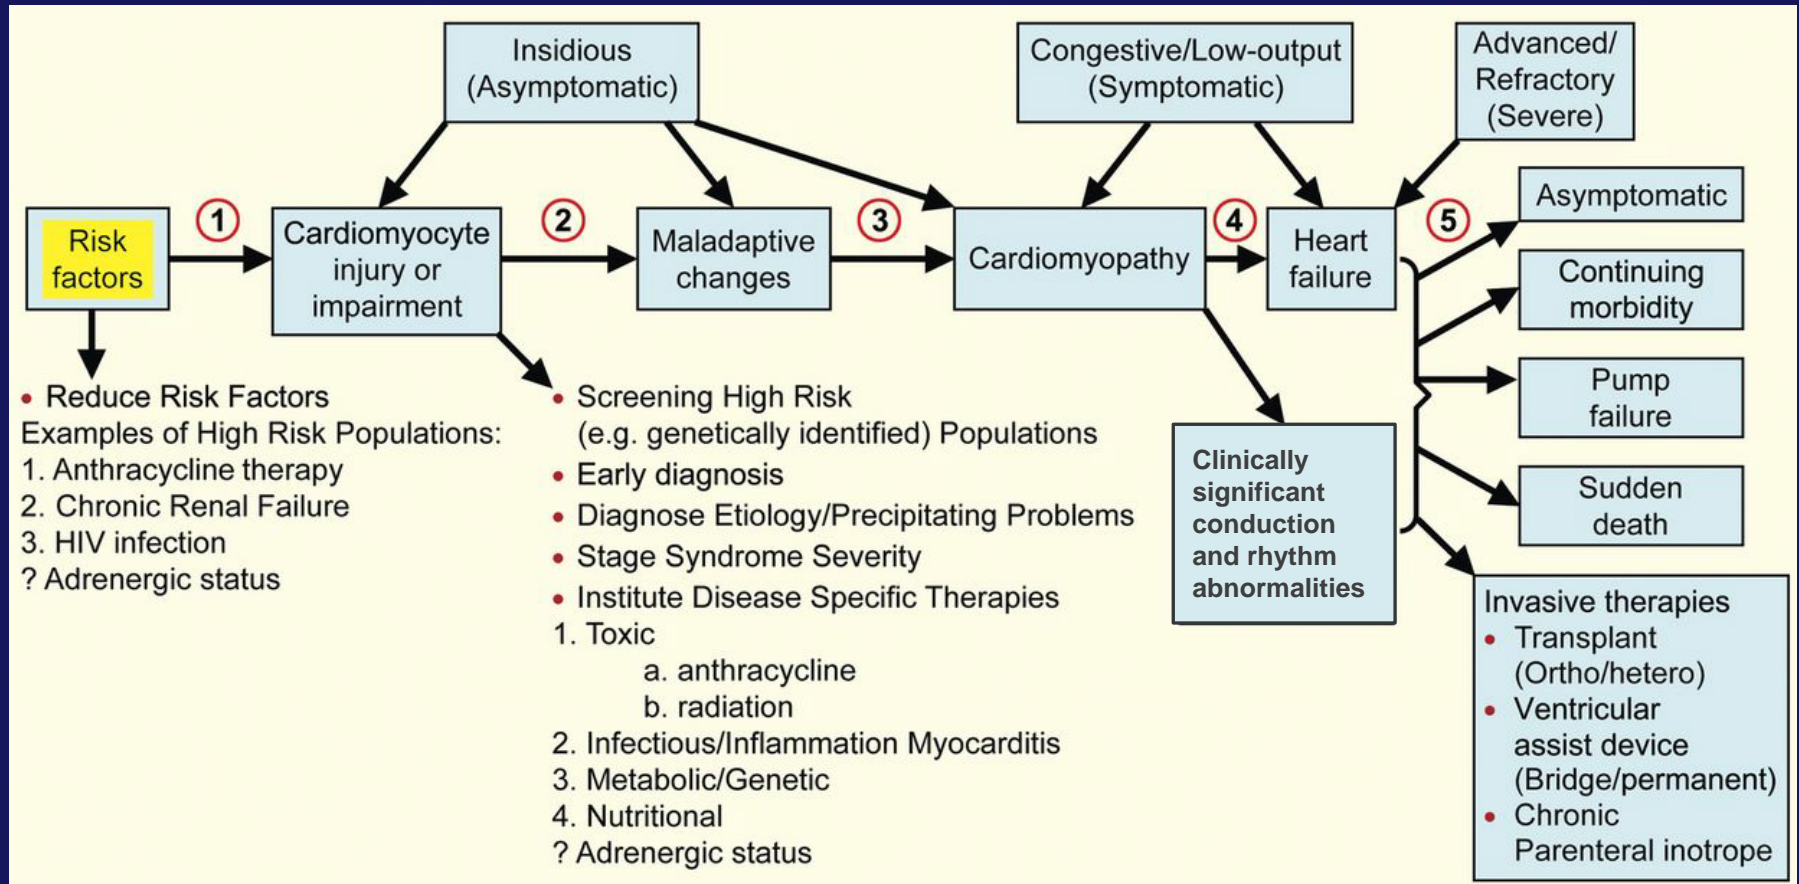 Insidious
(Asymptomatic)
Congestive/Low-output
(Symptomatic)
Advanced/
Refractory
(Severe)
Risk
factors
1
Cardiomyocyte
injury or
impairment
2
Maladaptive
changes
3
Cardiomyopathy
4
Heart
failure
5
Asymptomatic
Continuing
morbidity
Pump
failure
Sudden
death
• Reduce Risk Factors
Examples of High Risk Populations:
1. Anthracycline therapy
2. Chronic Renal Failure
3. HIV infection
? Adrenergic status
• Screening High Risk
(e.g. genetically identified) Populations
• Early diagnosis
• Diagnose Etiology/Precipitating Problems
• Stage Syndrome Severity
• Institute Disease Specific Therapies
1. Toxic
a. anthracycline
b. radiation
2. Infectious/Inflammation Myocarditis
3. Metabolic/Genetic
4. Nutritional
? Adrenergic status
Clinically
significant
conduction
and rhythm
abnormalities
Invasive therapies
• Transplant
(Ortho/hetero)
• Ventricular
assist device
(Bridge/permanent)
• Chronic
Parenteral inotrope